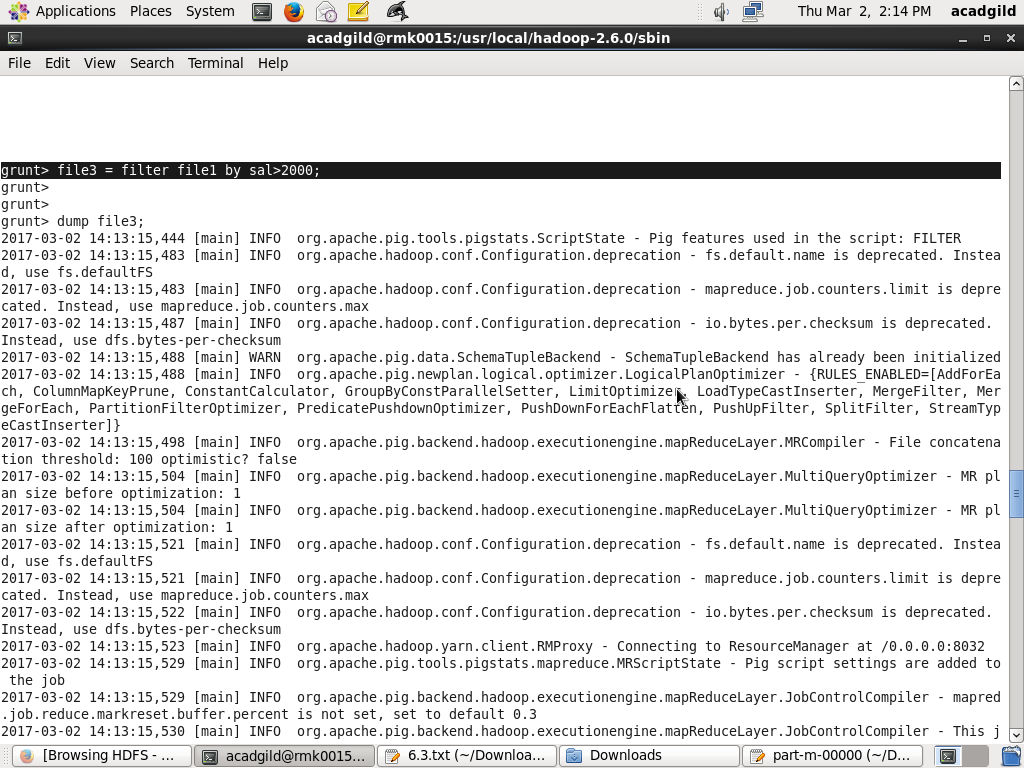 Applications Places System Thu Mar 2, 2:14 PM acadgild
acadgild@rmk0015:/usr/local/hadoop-2.6.0/sbin
File Edit View Search Terminal Help
grunt> file3 = filter file1 by sal>2000;
grunt>
grunt>
grunt> dump file3;
2017-03-02 14:13:15,444 [main] INFO  org.apache.pig.tools.pigstats.ScriptState - Pig features used in the script: FILTER
2017-03-02 14:13:15,483 [main] INFO  org.apache.hadoop.conf.Configuration.deprecation - fs.default.name is deprecated. Instea
d, use fs.defaultFS
2017-03-02 14:13:15,483 [main] INFO  org.apache.hadoop.conf.Configuration.deprecation - mapreduce.job.counters.limit is depre
cated. Instead, use mapreduce.job.counters.max
2017-03-02 14:13:15,487 [main] INFO  org.apache.hadoop.conf.Configuration.deprecation - io.bytes.per.checksum is deprecated.
Instead, use dfs.bytes-per-checksum
2017-03-02 14:13:15,488 [main] WARN  org.apache.pig.data.SchemaTupleBackend - SchemaTupleBackend has already been initialized
2017-03-02 14:13:15,488 [main] INFO  org.apache.pig.newplan.logical.optimizer.LogicalPlanOptimizer - {RULES_ENABLED=[AddForEa
ch, ColumnMapKeyPrune, ConstantCalculator, GroupByConstParallelSetter, LimitOptimizer, LoadTypeCastInserter, MergeFilter, Mer
geForEach, PartitionFilterOptimizer, PredicatePushdownOptimizer, PushDownForEachFlatten, PushUpFilter, SplitFilter, StreamTyp
eCastInserter]}
2017-03-02 14:13:15,498 [main] INFO  org.apache.pig.backend.hadoop.executionengine.mapReduceLayer.MRCompiler - File concatena
tion threshold: 100 optimistic? false
2017-03-02 14:13:15,504 [main] INFO  org.apache.pig.backend.hadoop.executionengine.mapReduceLayer.MultiQueryOptimizer - MR pl
an size before optimization: 1
2017-03-02 14:13:15,504 [main] INFO  org.apache.pig.backend.hadoop.executionengine.mapReduceLayer.MultiQueryOptimizer - MR pl
an size after optimization: 1
2017-03-02 14:13:15,521 [main] INFO  org.apache.hadoop.conf.Configuration.deprecation - fs.default.name is deprecated. Instea
d, use fs.defaultFS
2017-03-02 14:13:15,521 [main] INFO  org.apache.hadoop.conf.Configuration.deprecation - mapreduce.job.counters.limit is depre
cated. Instead, use mapreduce.job.counters.max
2017-03-02 14:13:15,522 [main] INFO  org.apache.hadoop.conf.Configuration.deprecation - io.bytes.per.checksum is deprecated.
Instead, use dfs.bytes-per-checksum
2017-03-02 14:13:15,523 [main] INFO  org.apache.hadoop.yarn.client.RMProxy - Connecting to ResourceManager at /0.0.0.0:8032
2017-03-02 14:13:15,529 [main] INFO  org.apache.pig.tools.pigstats.mapreduce.MRScriptState - Pig script settings are added to
 the job
2017-03-02 14:13:15,529 [main] INFO  org.apache.pig.backend.hadoop.executionengine.mapReduceLayer.JobControlCompiler - mapred
.job.reduce.markreset.buffer.percent is not set, set to default 0.3
2017-03-02 14:13:15,530 [main] INFO  org.apache.pig.backend.hadoop.executionengine.mapReduceLayer.JobControlCompiler - This j
[Browsing HDFS - ... acadgild@rmk0015... 6.3.txt (~/Downloa... Downloads part-m-00000 (~/D...